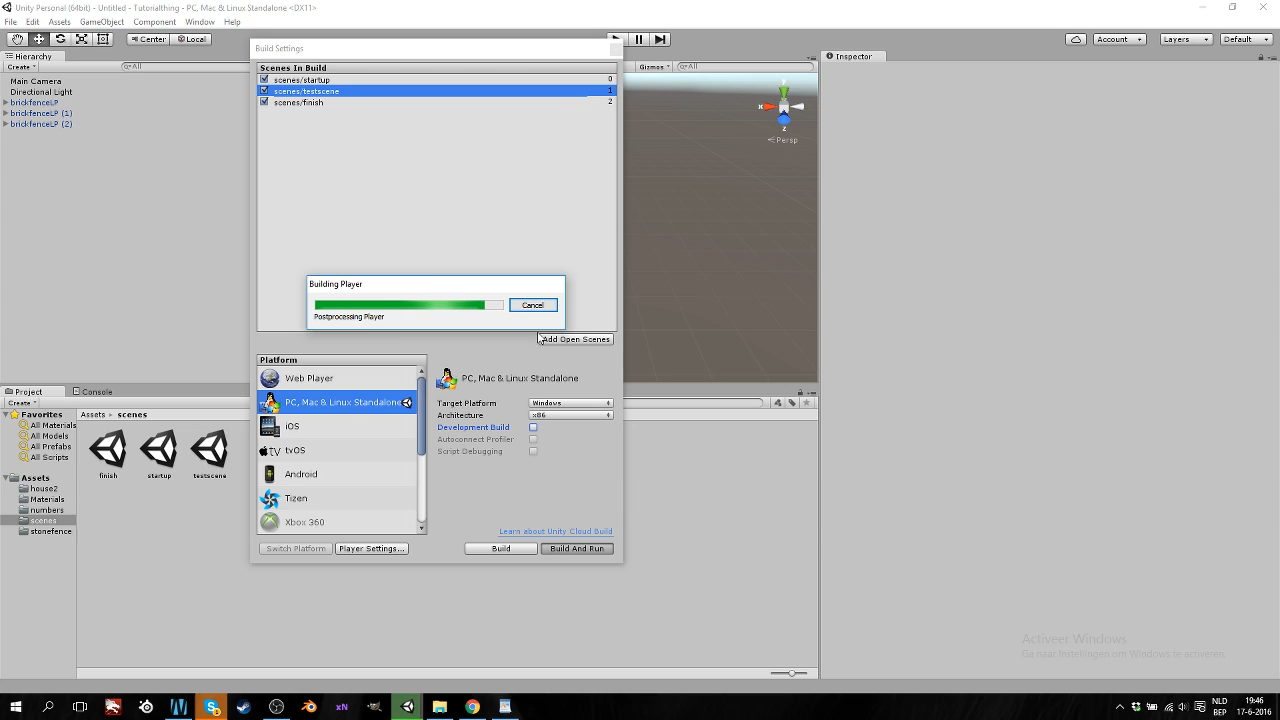 Unity Personal (64bit) - Untitled - Tutorialthing - PC, Mac & Linux Standalone <DX11>
File Edit Assets GameObject Component Window Help
Center Local Account Layers Default
Build Settings
Hierarchy
Create All
Main Camera
Directional Light
brickfenceLP
brickfenceLP (1)
brickfenceLP (2)
Scenes In Build
scenes/startup 0
scenes/testscene 1
scenes/finish 2
Gizmos All
Inspector
y
x
z
Persp
Building Player
Cancel
Postprocessing Player
Add Open Scenes
Platform
Web Player
PC, Mac & Linux Standalone
iOS
tv tvOS
Android
Tizen
Xbox 360
PC, Mac & Linux Standalone
Target Platform Windows
Architecture x86
Development Build
Autoconnect Profiler
Script Debugging
Learn about Unity Cloud Build
Switch Platform Player Settings... Build Build And Run
Project Console
Create
Favorites
All Materials
All Models
All Prefabs
All Scripts
Assets
house2
Materials
numbers
scenes
stonefence
Assets scenes
finish startup testscene
Activeer Windows
Ga naar Instellingen om Windows te activeren.
xN
NLD
BEP
19:46
17-6-2016